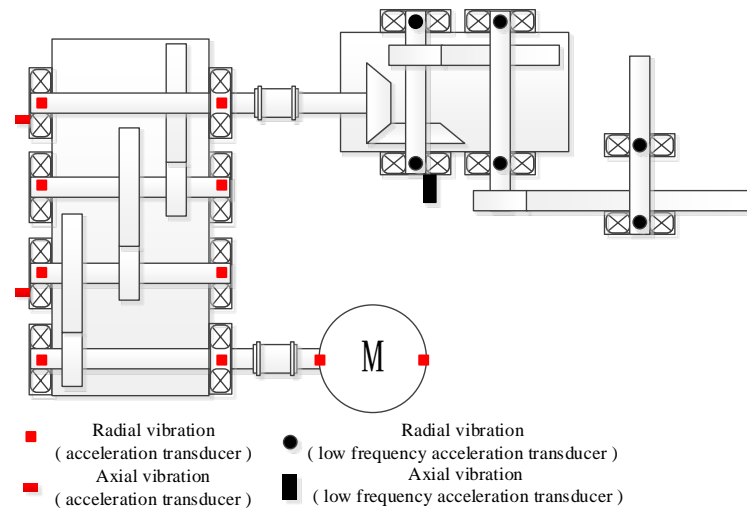 M
Radial vibration
( acceleration transducer )
Axial vibration
( acceleration transducer )
Radial vibration
( low frequency acceleration transducer )
Axial vibration
( low frequency acceleration transducer )